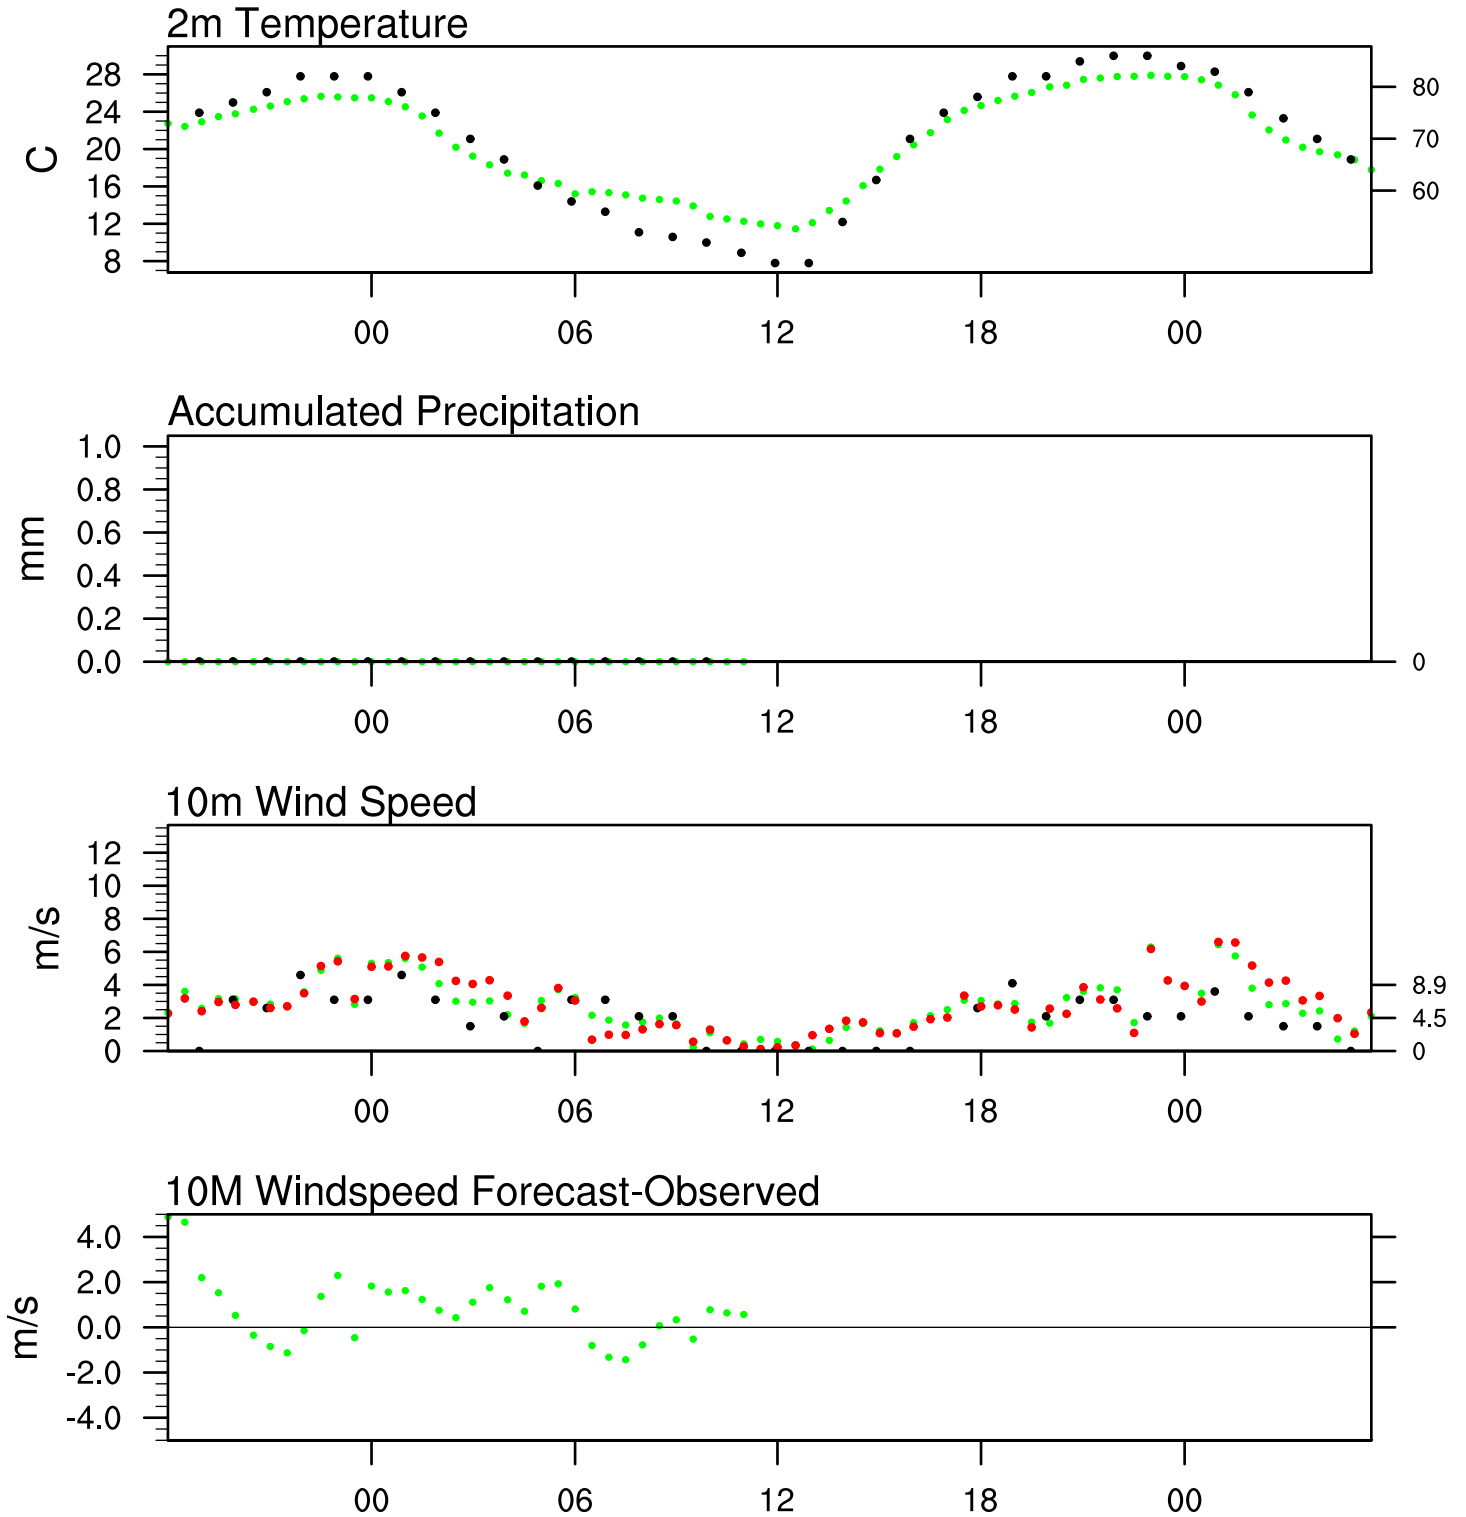 2m Temperature
28
24
20
16
12
8
C
80
70
60
00 06 12 18 00
Accumulated Precipitation
1.0
0.8
0.6
0.4
0.2
0.0
mm
0
00 06 12 18 00
10m Wind Speed
12
10
8
6
4
2
0
m/s
8.9
4.5
0
00 06 12 18 00
10M Windspeed Forecast-Observed
4.0
2.0
0.0
-2.0
-4.0
m/s
00 06 12 18 00